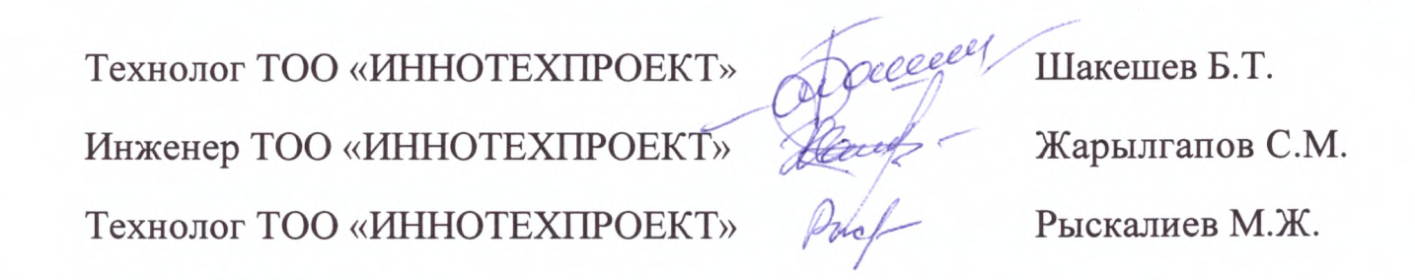 Технолог ТОО «ИННОТЕХПРОЕКТ» Шакешев Б.Т.
Инженер ТОО «ИННОТЕХПРОЕКТ» Жарылгапов С.М.
Технолог ТОО «ИННОТЕХПРОЕКТ» Рыскалиев М.Ж.